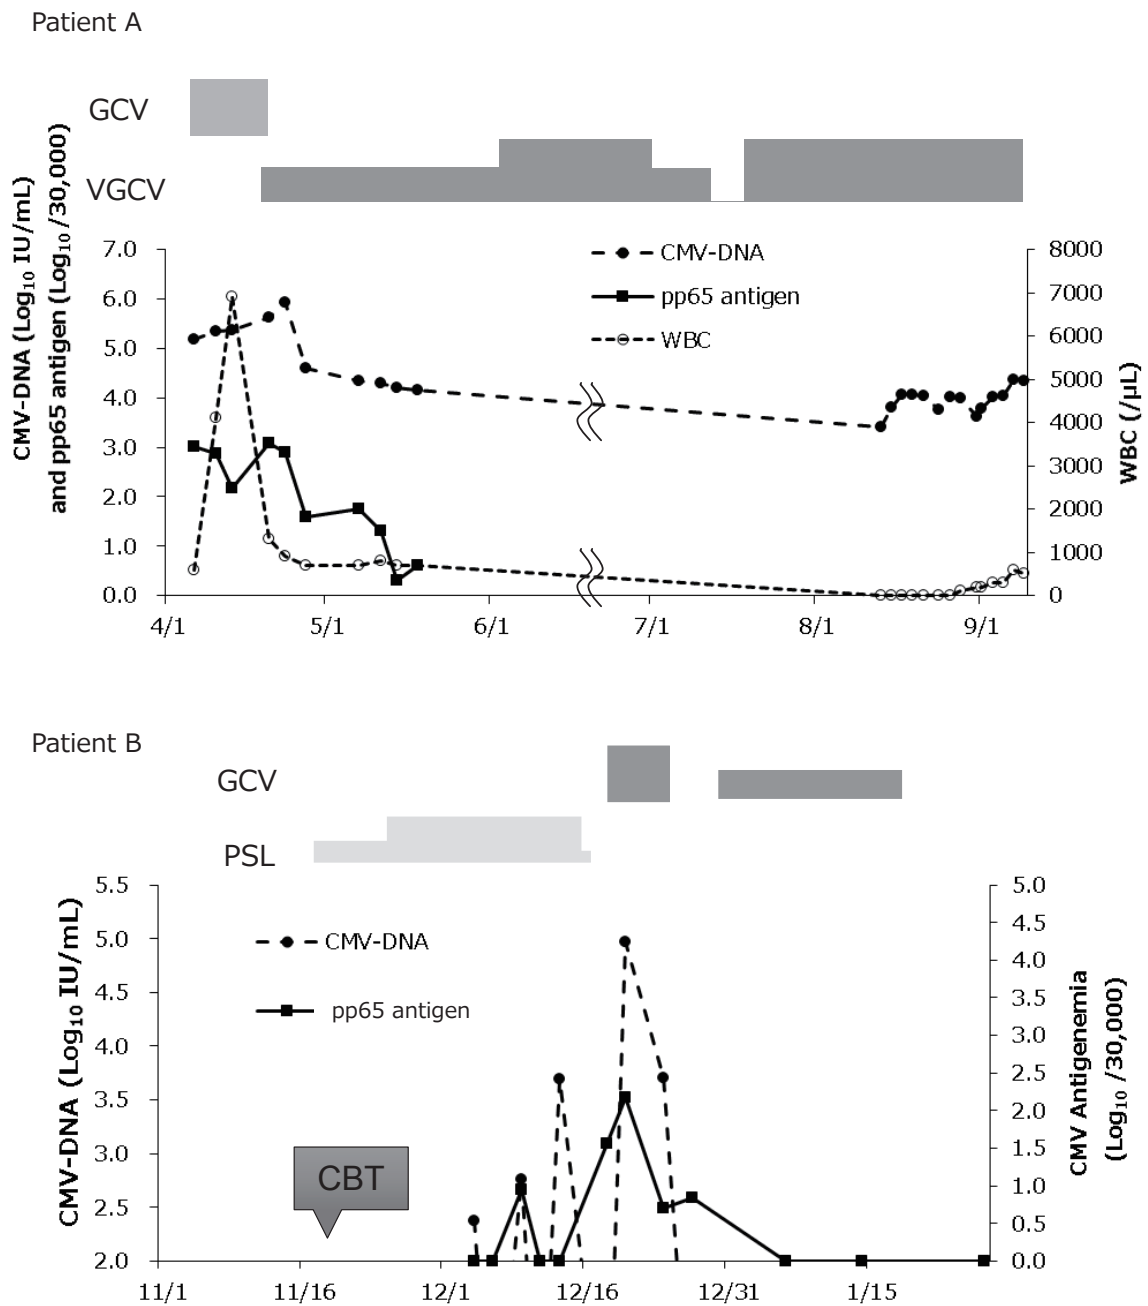 Patient A
GCV
VGCV
CMV-DNA (Log₁₀ IU/mL)
and pp65 antigen (Log₁₀ /30,000)
7.0
6.0
5.0
4.0
3.0
2.0
1.0
0.0
CMV-DNA
pp65 antigen
WBC
8000
7000
6000
5000
4000
3000
2000
1000
0
WBC (/µL)
4/1 5/1 6/1 7/1 8/1 9/1
Patient B
GCV
PSL
CMV-DNA (Log₁₀ IU/mL)
5.5
5.0
4.5
4.0
3.5
3.0
2.5
2.0
CMV-DNA
pp65 antigen
CBT
5.0
4.5
4.0
3.5
3.0
2.5
2.0
1.5
1.0
0.5
0.0
CMV Antigenemia
(Log₁₀ /30,000)
11/1 11/16 12/1 12/16 12/31 1/15